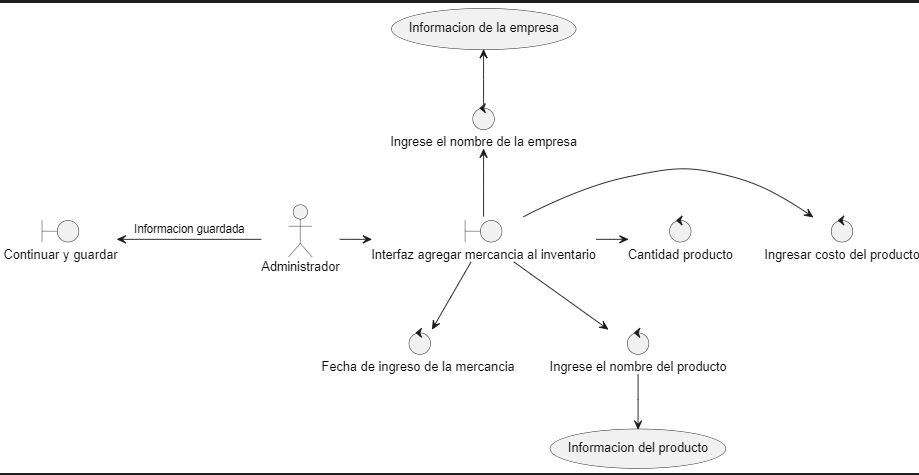 Informacion de la empresa
Ingrese el nombre de la empresa
Informacion guardada
Continuar y guardar
Administrador
Interfaz agregar mercancia al inventario
Cantidad producto
Ingresar costo del producto
Fecha de ingreso de la mercancia
Ingrese el nombre del producto
Informacion del producto